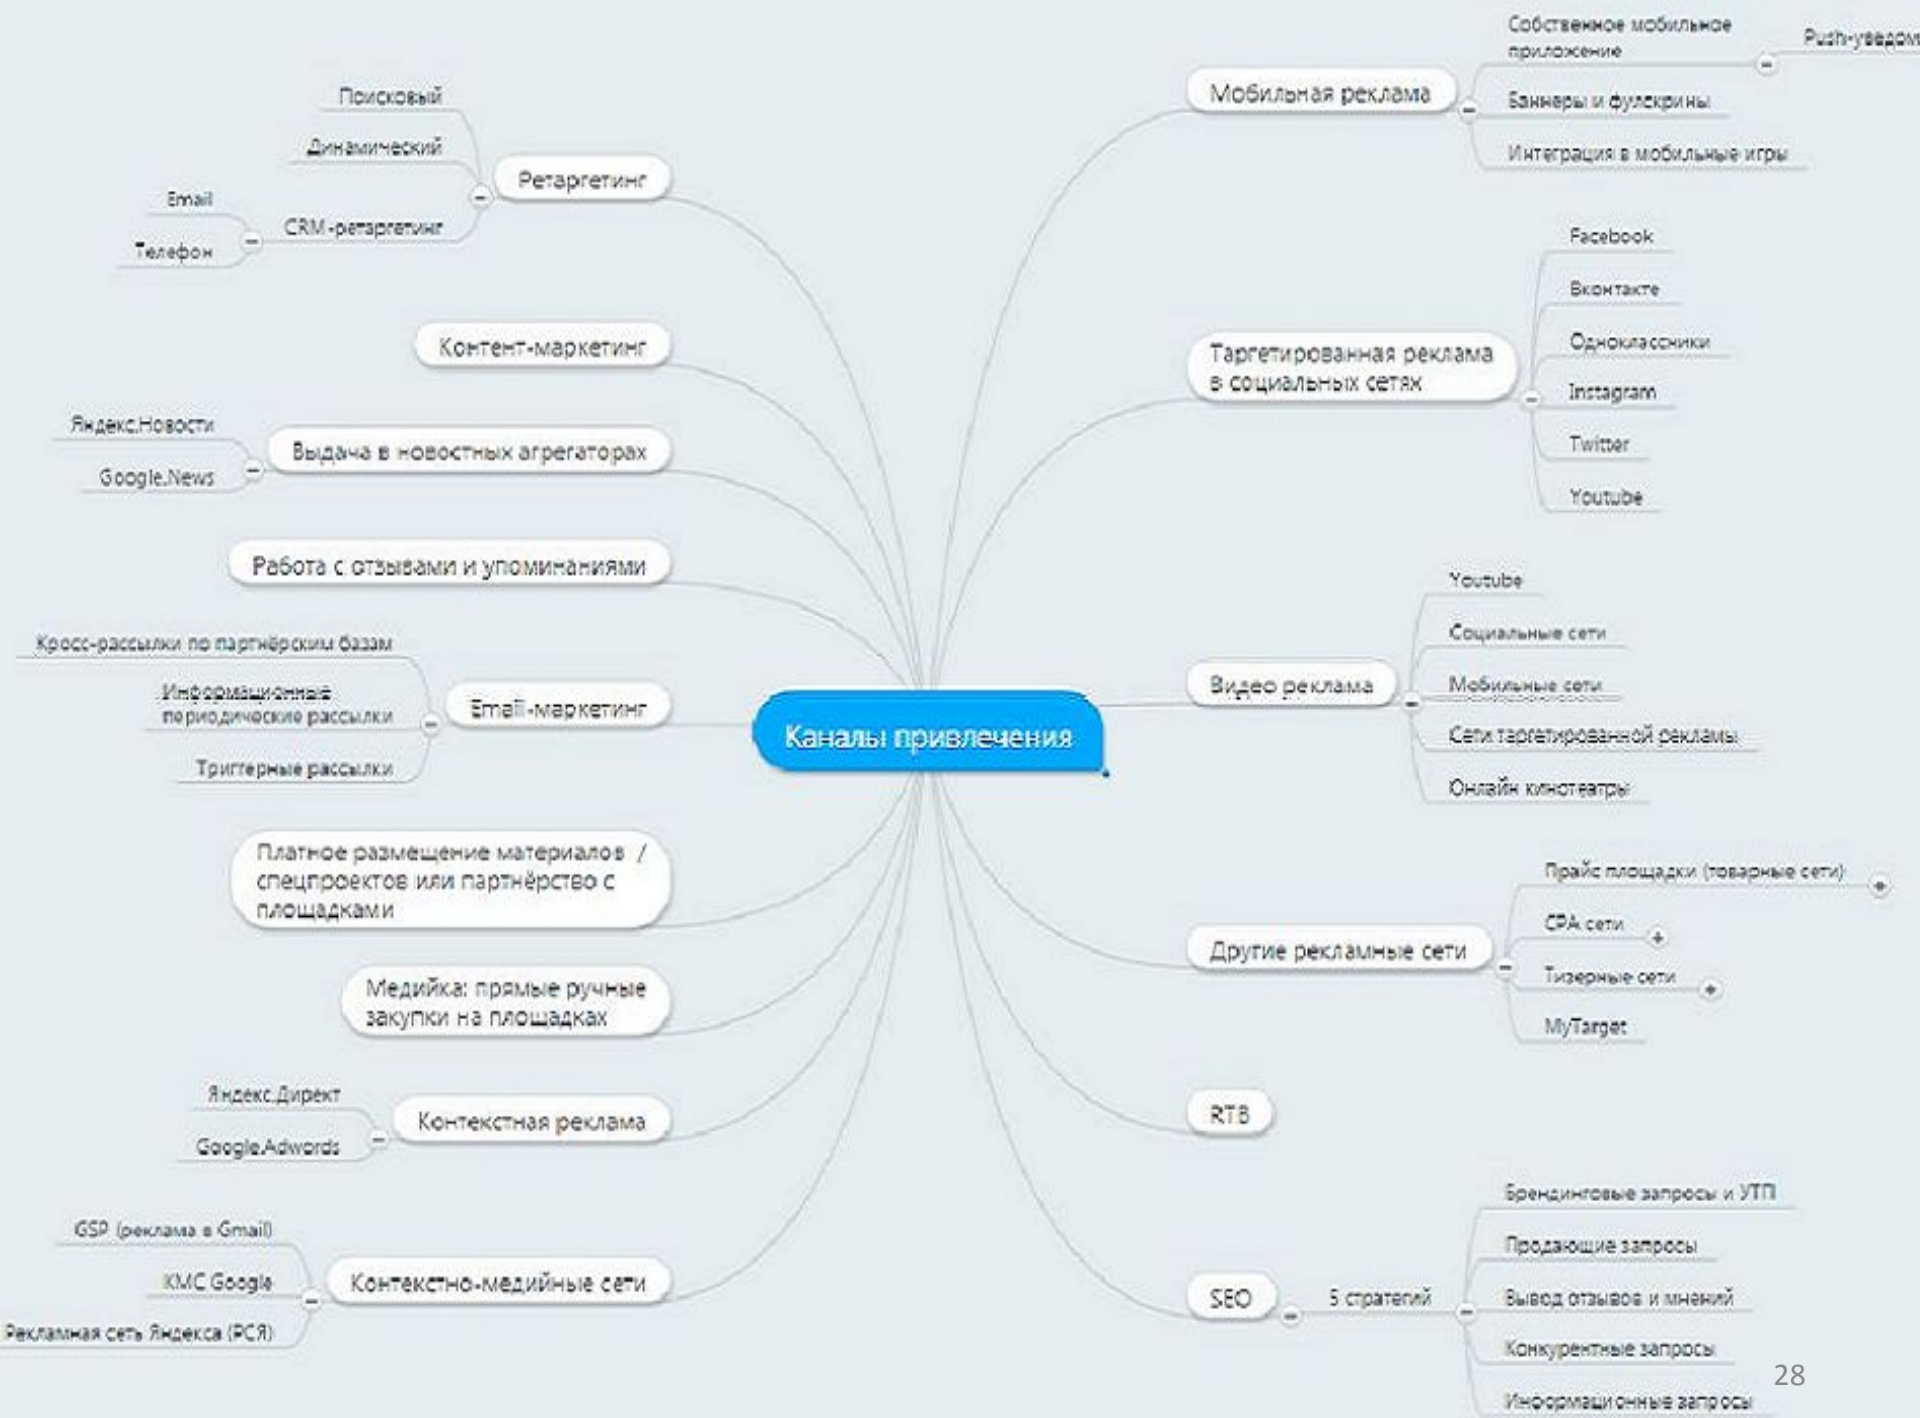 Каналы привлечения
Мобильная реклама
Собственное мобильное
приложение
Push-уведом
Баннеры и фулскрины
Интеграция в мобильные игры
Таргетированная реклама
в социальных сетях
Facebook
Вконтакте
Одноклассники
Instagram
Twitter
Youtube
Видео реклама
Youtube
Социальные сети
Мобильные сети
Сети таргетированной рекламы
Онлайн кинотеатры
Другие рекламные сети
Прайс площадки (товарные сети)
CPA сети
Тизерные сети
MyTarget
RTB
SEO
5 стратегий
Брендинговые запросы и УТП
Продающие запросы
Вывод отзывов и мнений
Конкурентные запросы
Информационные запросы
Ретаргетинг
Поисковый
Динамический
CRM-ретаргетинг
Email
Телефон
Контент-маркетинг
Выдача в новостных агрегаторах
Яндекс.Новости
Google.News
Работа с отзывами и упоминаниями
Email-маркетинг
Кросс-рассылки по партнёрским базам
Информационные
периодические рассылки
Триггерные рассылки
Платное размещение материалов /
спецпроектов или партнёрство с
площадками
Медийка: прямые ручные
закупки на площадках
Контекстная реклама
Яндекс.Директ
Google.Adwords
Контекстно-медийные сети
GSP (реклама в Gmail)
КМС Google
Рекламная сеть Яндекса (РСЯ)
28